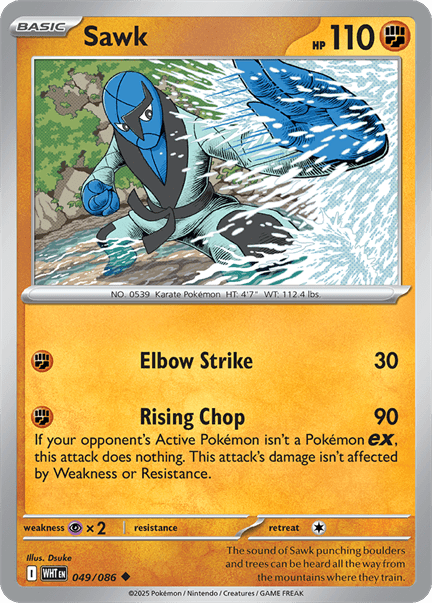 BASIC Sawk HP 110
NO. 0539 Karate Pokémon HT: 4'7" WT: 112.4 lbs.
Elbow Strike 30
Rising Chop 90
If your opponent's Active Pokémon isn't a Pokémon ex,
this attack does nothing. This attack's damage isn't affected
by Weakness or Resistance.
weakness ×2 resistance retreat
Illus. Dsuke
I WHT EN 049/086
The sound of Sawk punching boulders
and trees can be heard all the way from
the mountains where they train.
©2025 Pokémon / Nintendo / Creatures / GAME FREAK